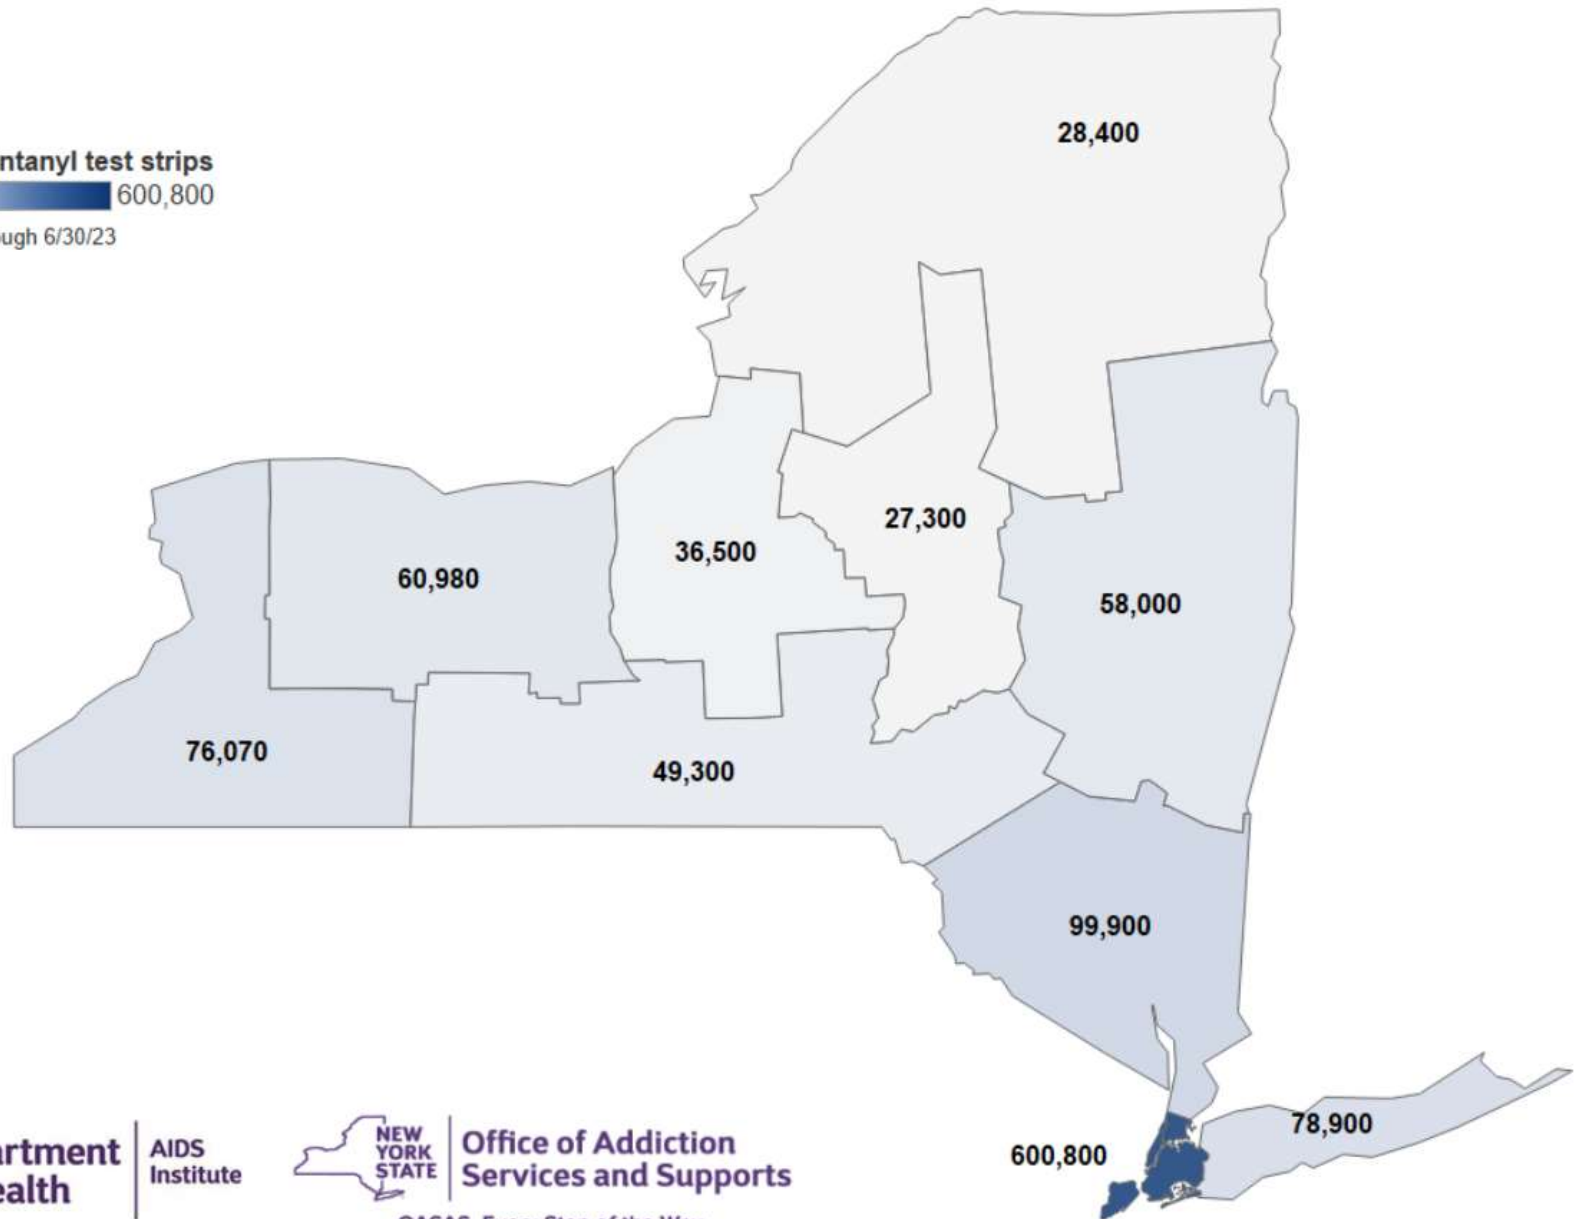 ntanyl test strips
600,800
ugh 6/30/23
28,400
27,300
36,500
60,980
58,000
76,070
49,300
99,900
78,900
600,800
artment
ealth
AIDS
Institute
NEW
YORK
STATE
Office of Addiction
Services and Supports